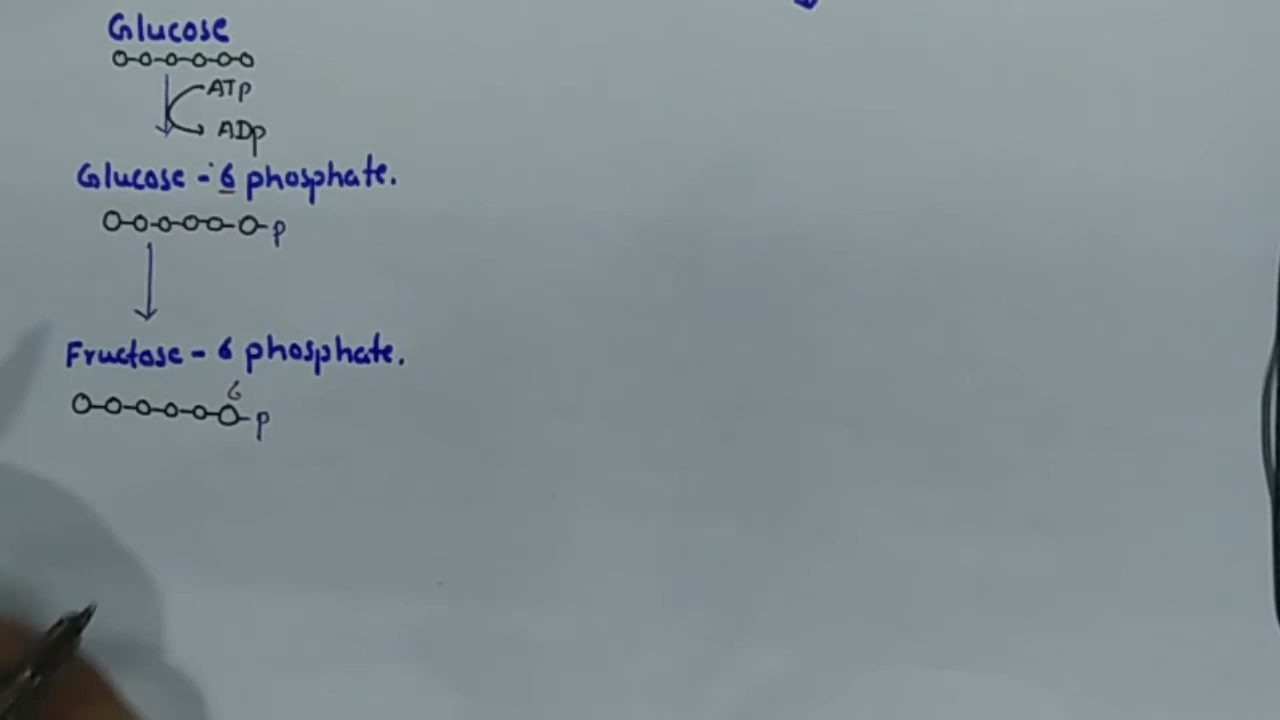 Glucose
ATP
ADP
Glucose - 6 phosphate.
P
Fructose - 6 phosphate.
6
P